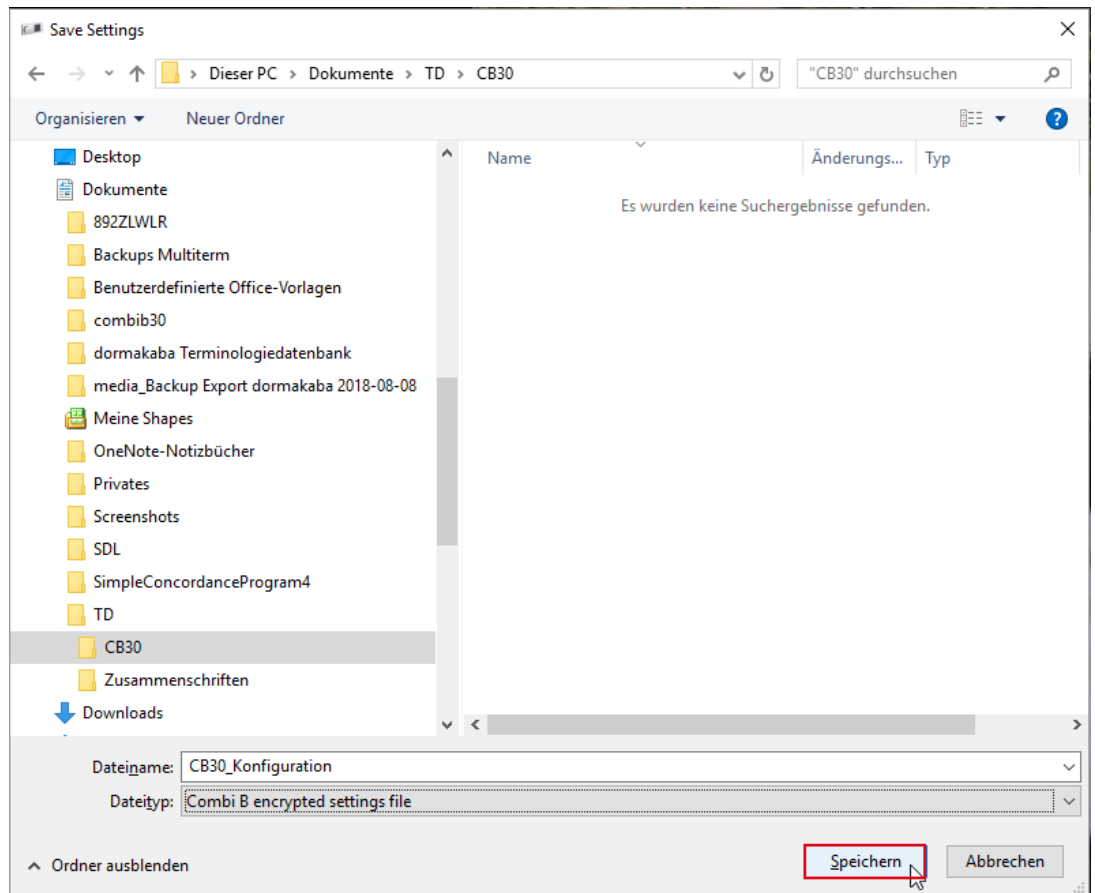 Save Settings
Dieser PC > Dokumente > TD > CB30
"CB30" durchsuchen
Organisieren
Neuer Ordner
Desktop
Dokumente
892ZLWLR
Backups Multiterm
Benutzerdefinierte Office-Vorlagen
combib30
dormakaba Terminologiedatenbank
media_Backup Export dormakaba 2018-08-08
Meine Shapes
OneNote-Notizbücher
Privates
Screenshots
SDL
SimpleConcordanceProgram4
TD
CB30
Zusammenschriften
Downloads
Name Änderungs... Typ
Es wurden keine Suchergebnisse gefunden.
Dateiname: CB30_Konfiguration
Dateityp: Combi B encrypted settings file
Ordner ausblenden
Speichern
Abbrechen